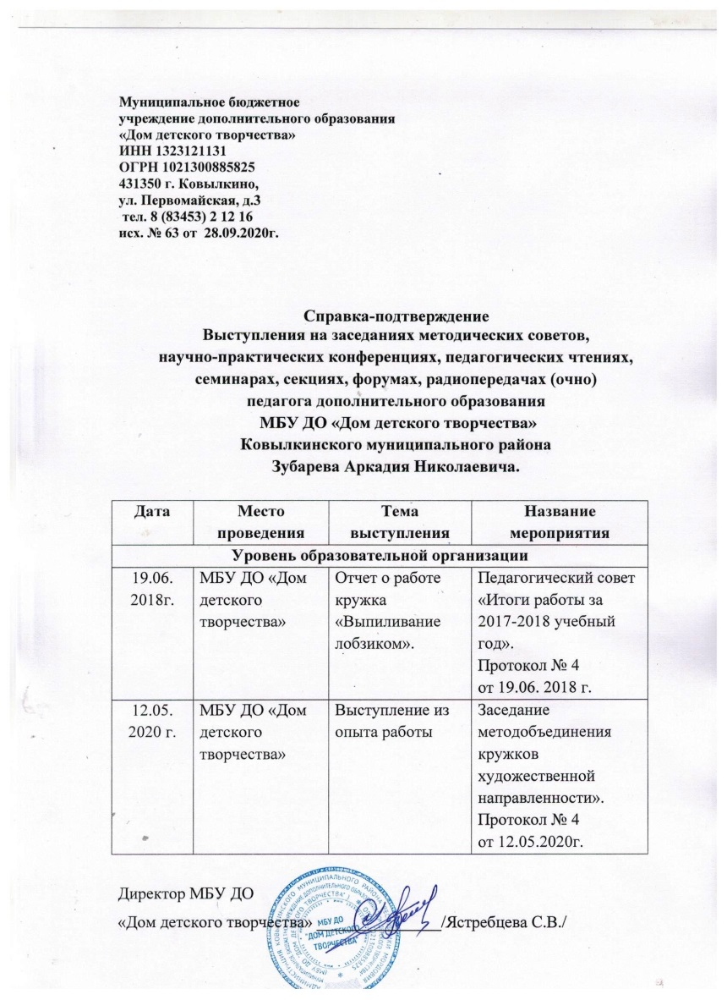 Муниципальное бюджетное
учреждение дополнительного образования
«Дом детского творчества»
ИНН 1323121131
ОГРН 1021300885825
431350 г. Ковылкино,
ул. Первомайская, д.3
тел. 8 (83453) 2 12 16
исх. № 63 от 28.09.2020г.
Справка-подтверждение
Выступления на заседаниях методических советов,
научно-практических конференциях, педагогических чтениях,
семинарах, секциях, форумах, радиопередачах (очно)
педагога дополнительного образования
МБУ ДО «Дом детского творчества»
Ковылкинского муниципального района
Зубарева Аркадия Николаевича.
Дата
Место
проведения
Тема
выступления
Название
мероприятия
Уровень образовательной организации
19.06.
2018г.
МБУ ДО «Дом
детского
творчества»
Отчет о работе
кружка
«Выпиливание
лобзиком».
Педагогический совет
«Итоги работы за
2017-2018 учебный
год».
Протокол № 4
от 19.06. 2018 г.
12.05.
2020 г.
МБУ ДО «Дом
детского
творчества»
Выступление из
опыта работы
Заседание
методобъединения
кружков
художественной
направленности».
Протокол № 4
от 12.05.2020г.
Директор МБУ ДО
«Дом детского творчества» /Ястребцева С.В./
МБУ ДО
"ДОМ ДЕТСКОГО
ТВОРЧЕСТВА"